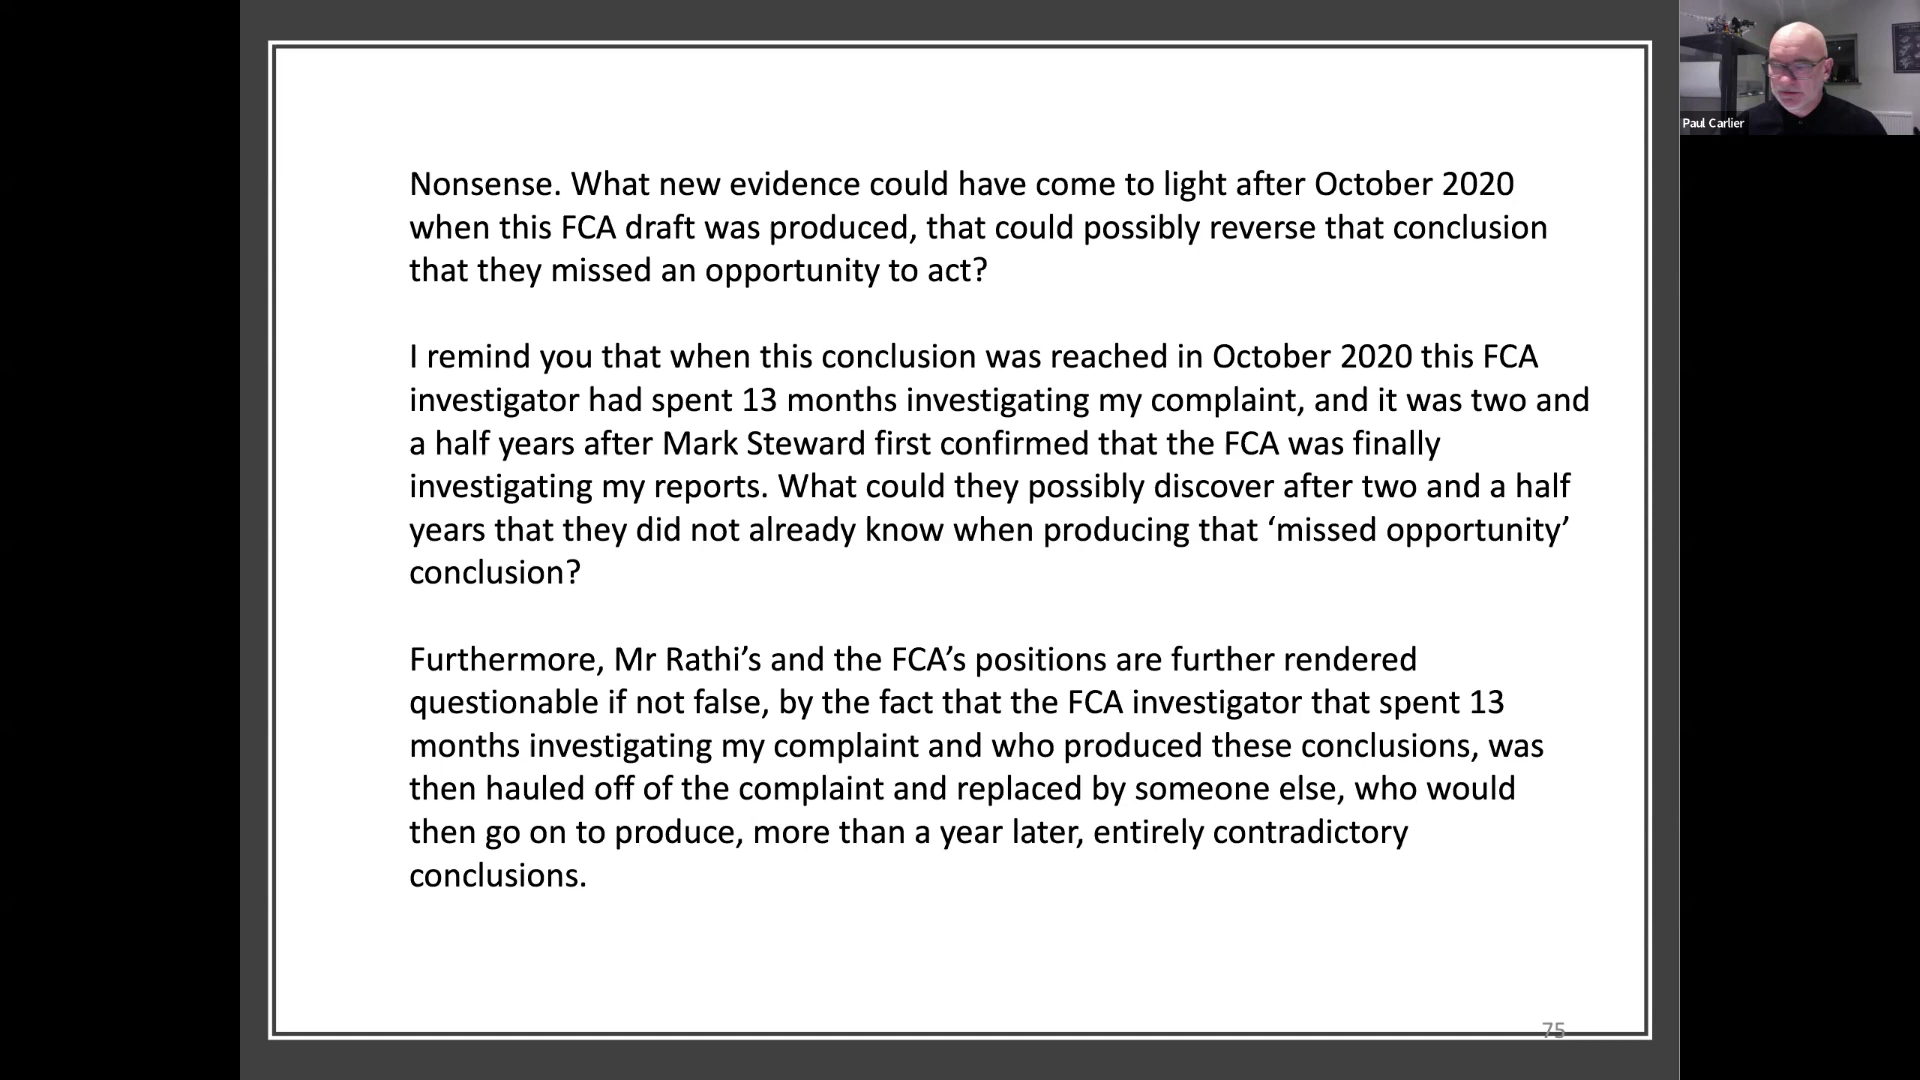 Nonsense. What new evidence could have come to light after October 2020
when this FCA draft was produced, that could possibly reverse that conclusion
that they missed an opportunity to act?
I remind you that when this conclusion was reached in October 2020 this FCA
investigator had spent 13 months investigating my complaint, and it was two and
a half years after Mark Steward first confirmed that the FCA was finally
investigating my reports. What could they possibly discover after two and a half
years that they did not already know when producing that ‘missed opportunity’
conclusion?
Furthermore, Mr Rathi’s and the FCA’s positions are further rendered
questionable if not false, by the fact that the FCA investigator that spent 13
months investigating my complaint and who produced these conclusions, was
then hauled off of the complaint and replaced by someone else, who would
then go on to produce, more than a year later, entirely contradictory
conclusions.
75
Paul Carlier